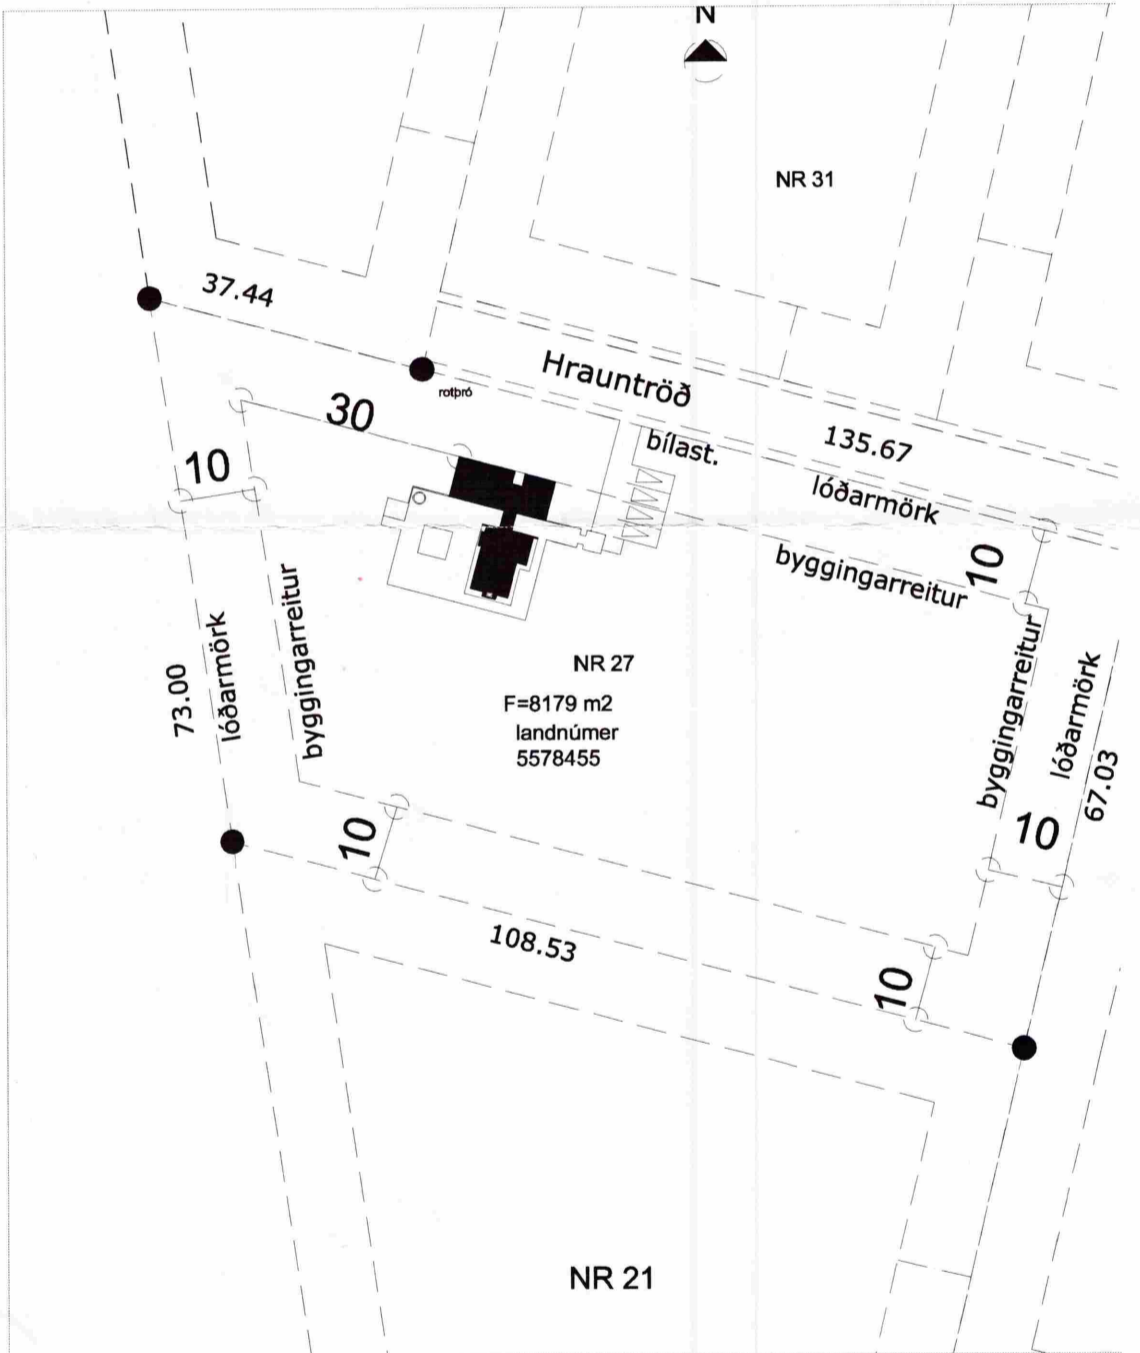 N
NR 31
37.44
Hrauntröð
rotþró
30
bílast.
135.67
10
lóðarmörk
byggingarreitur
10
73.00
lóðarmörk
byggingarreitur
NR 27
F=8179 m2
landnúmer
5578455
byggingarreitur
lóðarmörk
67.03
10
10
108.53
10
NR 21